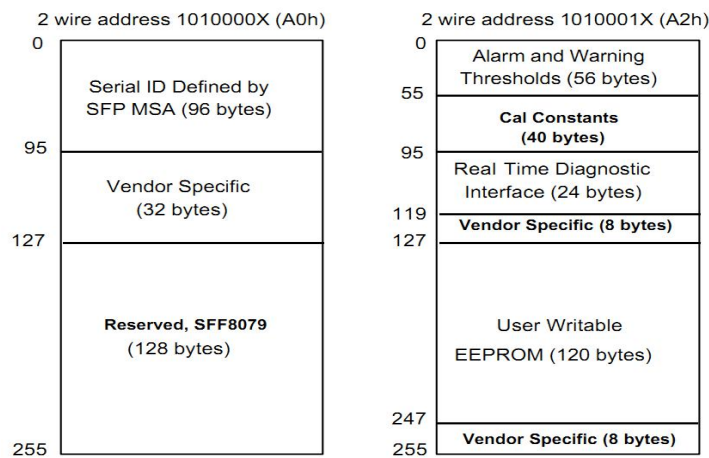 2 wire address 1010000X (A0h)
0
Serial ID Defined by
SFP MSA (96 bytes)
95
Vendor Specific
(32 bytes)
127
Reserved, SFF8079
(128 bytes)
255
2 wire address 1010001X (A2h)
0
Alarm and Warning
Thresholds (56 bytes)
55
Cal Constants
(40 bytes)
95
Real Time Diagnostic
Interface (24 bytes)
119
Vendor Specific (8 bytes)
127
User Writable
EEPROM (120 bytes)
247
Vendor Specific (8 bytes)
255